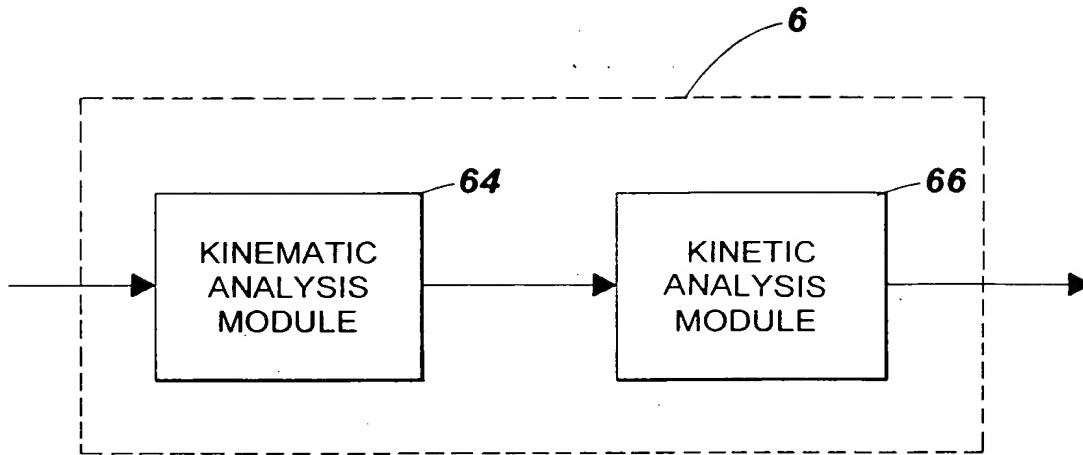 6
64
KINEMATIC
ANALYSIS
MODULE
66
KINETIC
ANALYSIS
MODULE